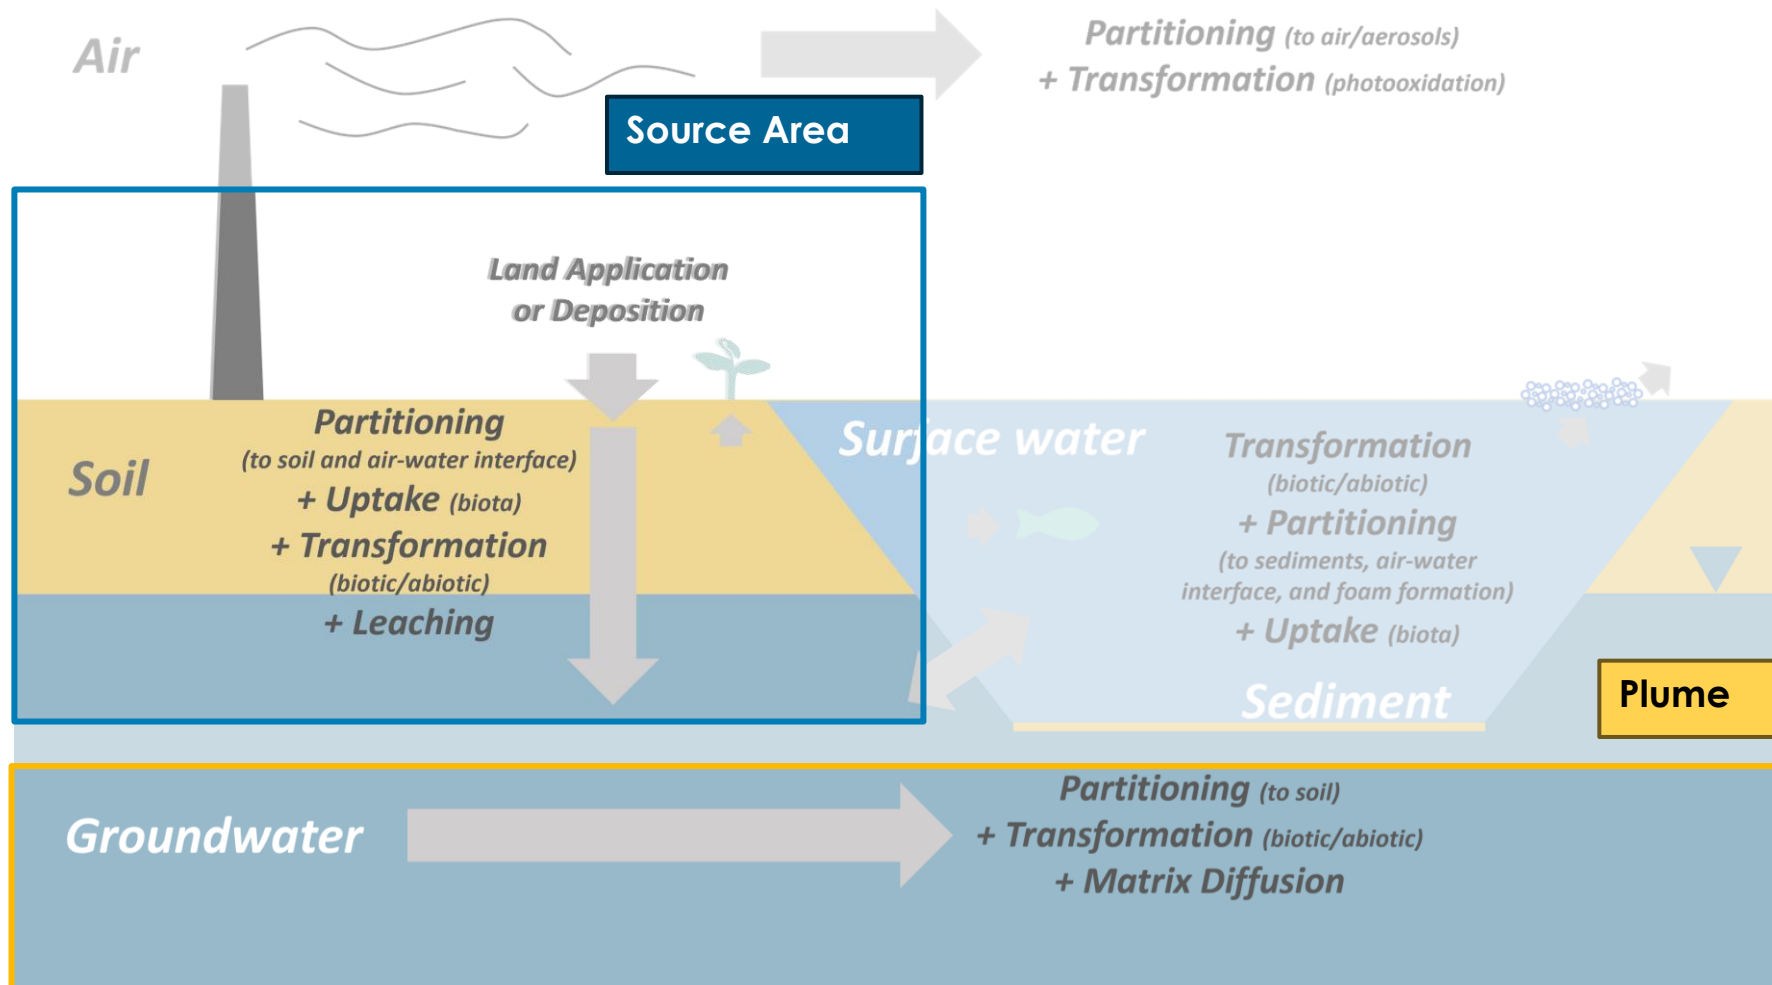 Air
Partitioning (to air/aerosols)
+ Transformation (photooxidation)
Source Area
Land Application
or Deposition
Soil
Partitioning
(to soil and air-water interface)
+ Uptake (biota)
+ Transformation
(biotic/abiotic)
+ Leaching
Surface water
Transformation
(biotic/abiotic)
+ Partitioning
(to sediments, air-water
interface, and foam formation)
+ Uptake (biota)
Sediment
Plume
Groundwater
Partitioning (to soil)
+ Transformation (biotic/abiotic)
+ Matrix Diffusion